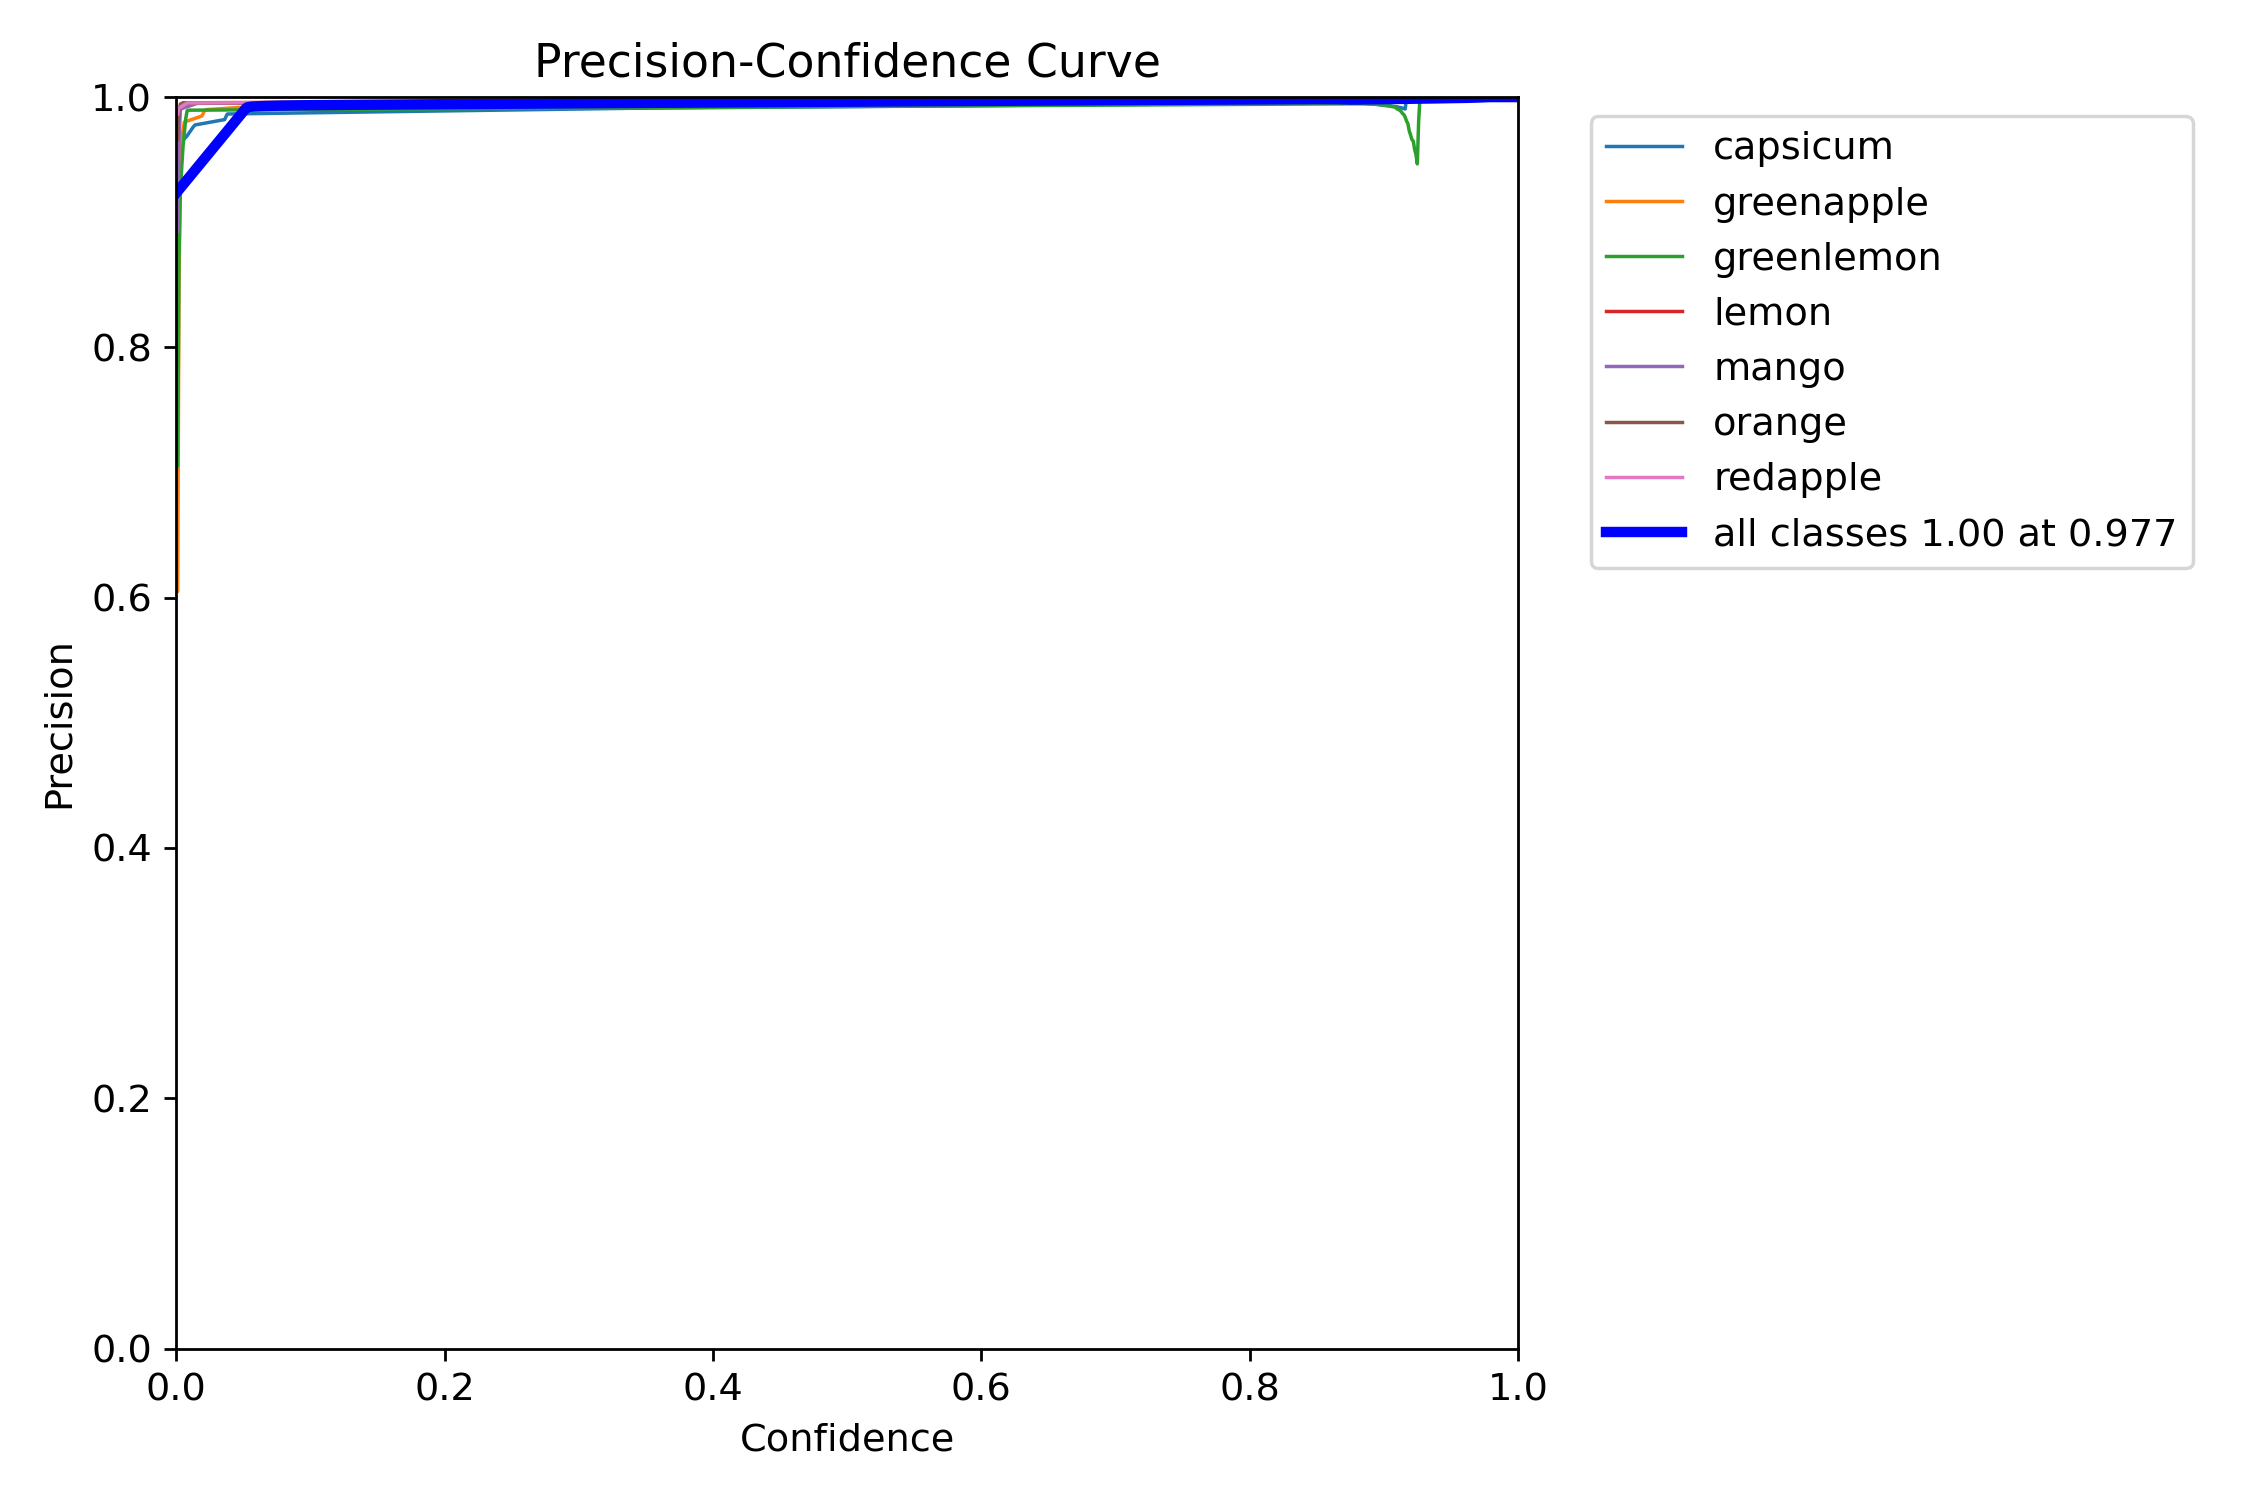 Precision-Confidence Curve
1.0
0.8
0.6
0.4
0.2
0.0
Precision
0.0 0.2 0.4 0.6 0.8 1.0
Confidence
capsicum
greenapple
greenlemon
lemon
mango
orange
redapple
all classes 1.00 at 0.977